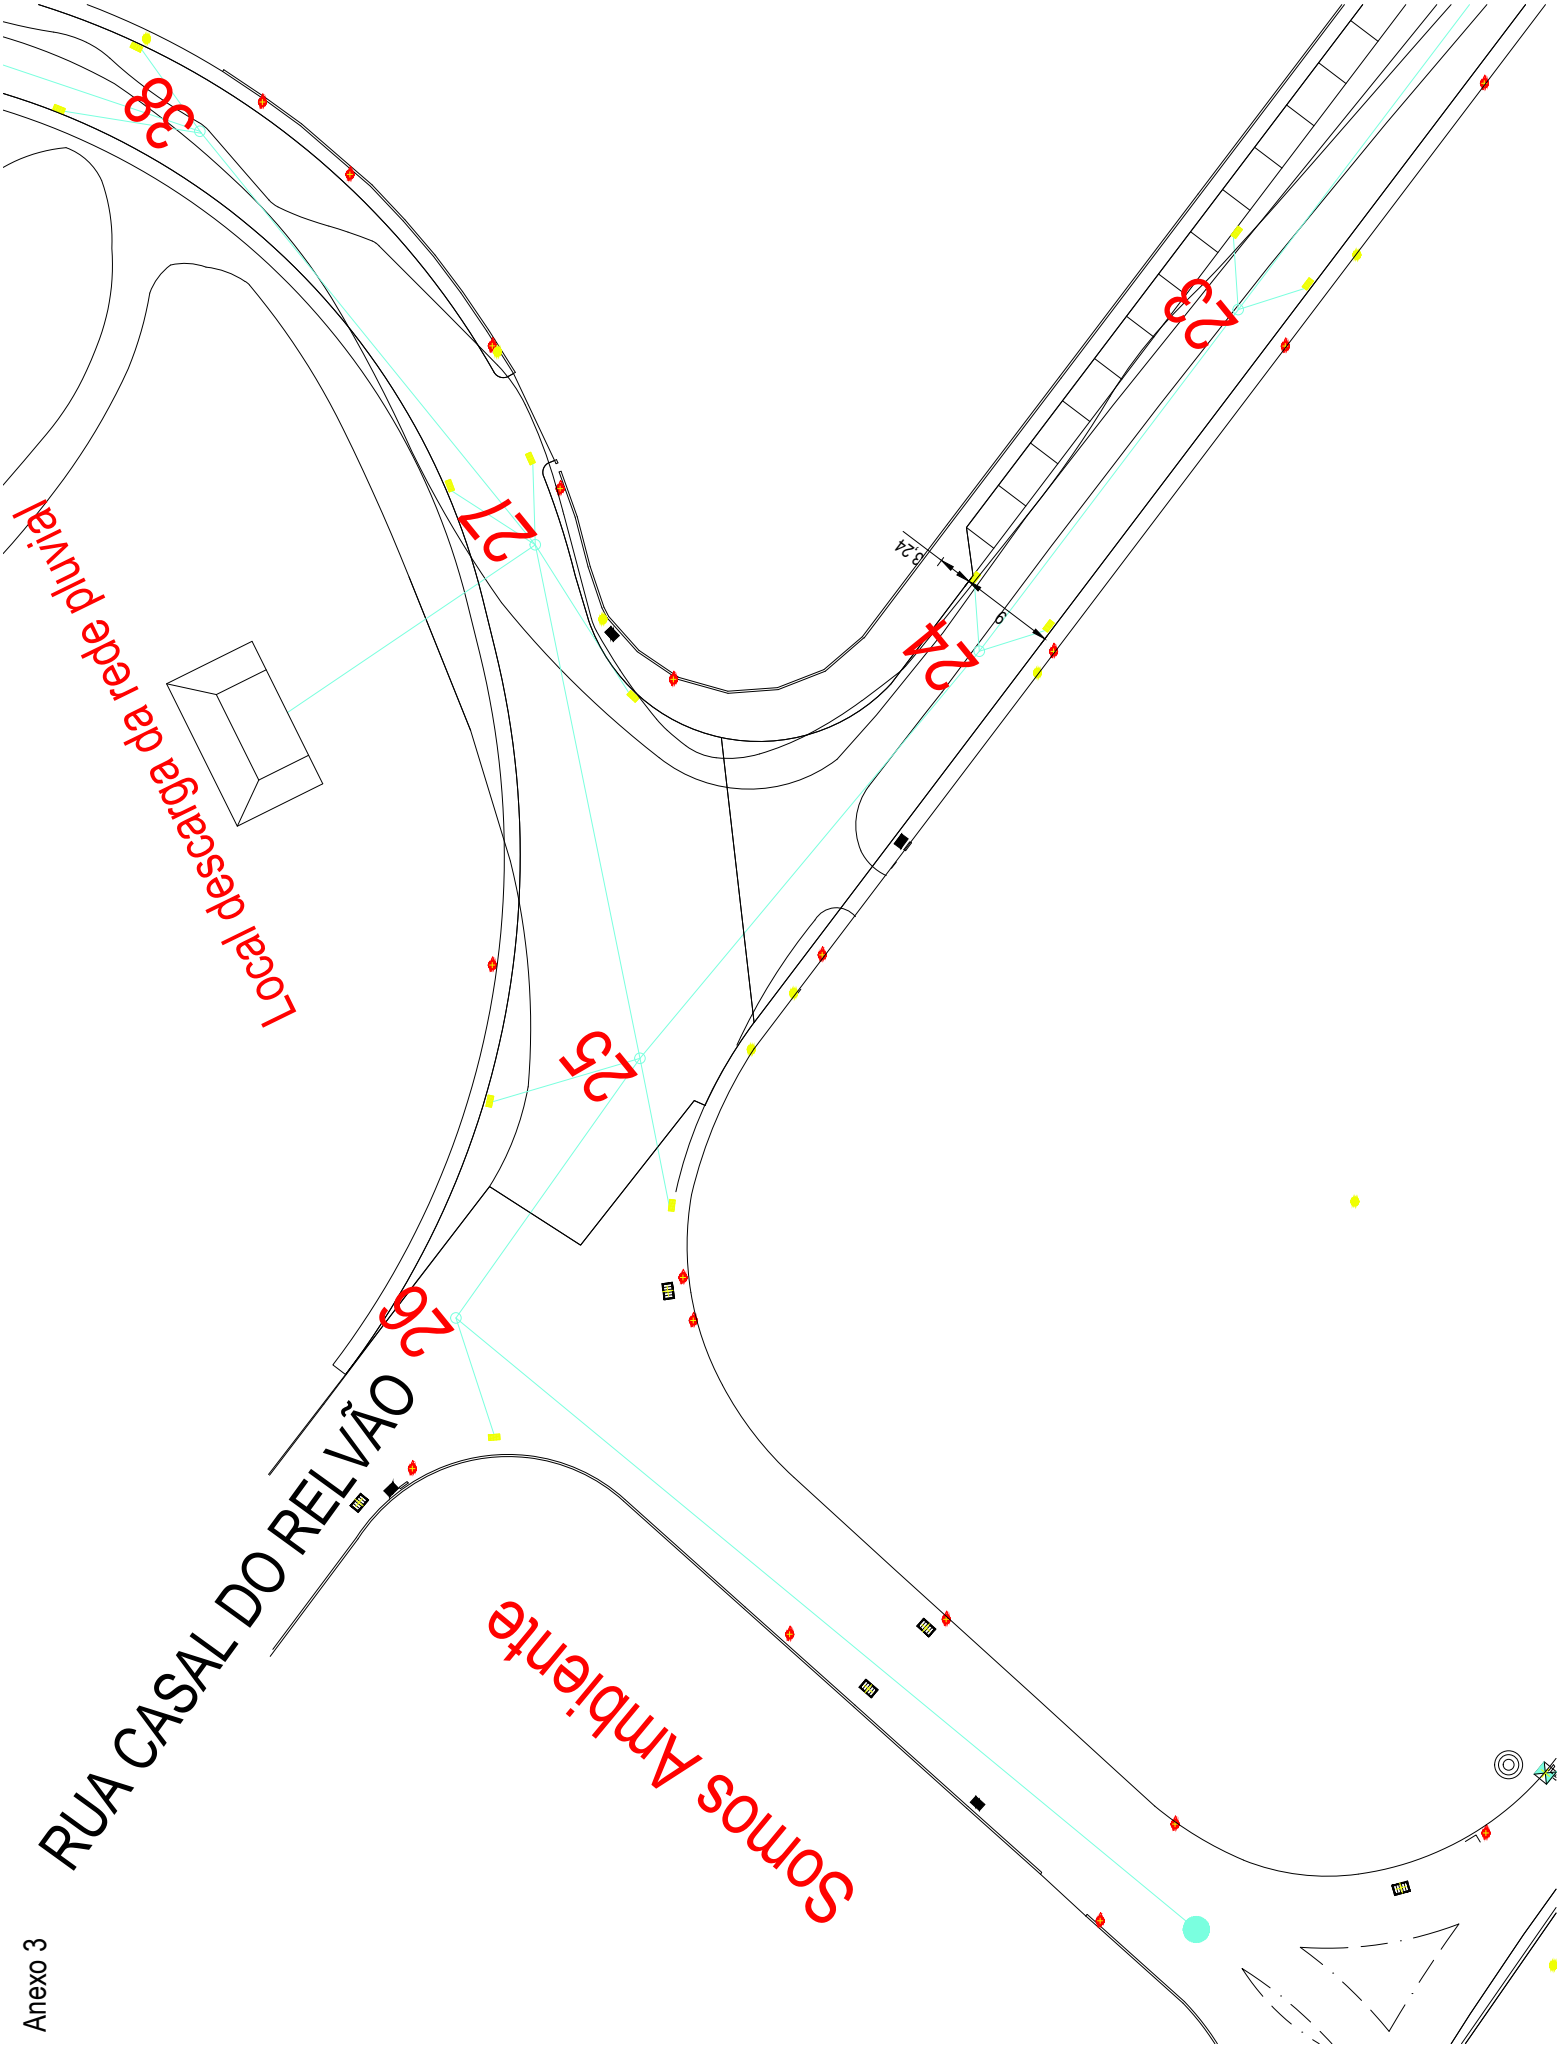 38
23
27
3,24
9
24
Local descarga da rede pluvial
25
26
RUA CASAL DO RELVÃO
Somos Ambiente
Anexo 3